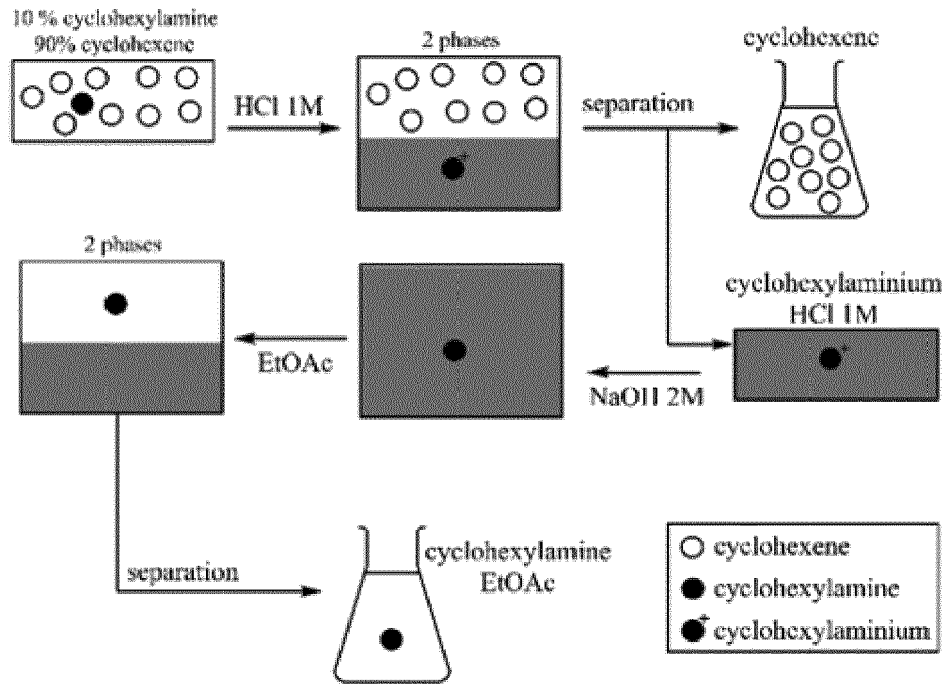 10 % cyclohexylamine
90% cyclohexene
2 phases
cyclohexene
HCl 1M
separation
2 phases
cyclohexylaminium
HCl 1M
EtOAc
NaOH 2M
separation
cyclohexylamine
EtOAc
cyclohexene
cyclohexylamine
+ cyclohexylaminium